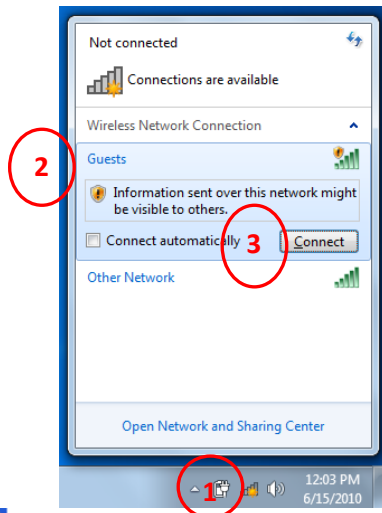 Not connected
Connections are available
Wireless Network Connection
2
Guests
Information sent over this network might
be visible to others.
Connect automatically
3
Connect
Other Network
Open Network and Sharing Center
1
12:03 PM
6/15/2010